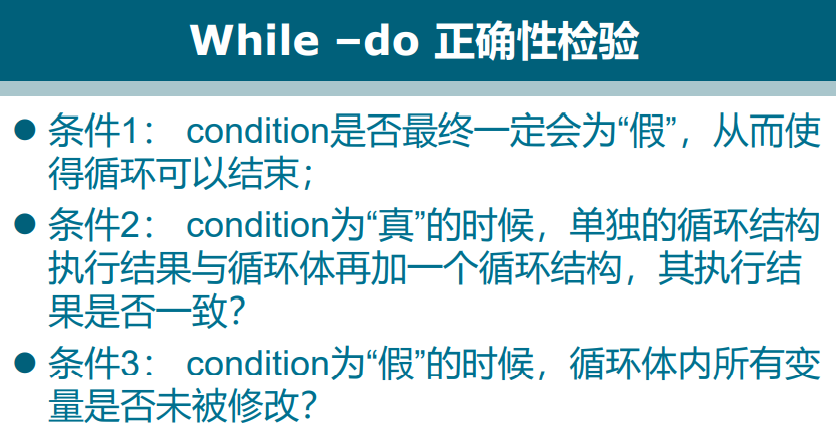 While –do 正确性检验
● 条件1： condition是否最终一定会为“假”，从而使
得循环可以结束；
● 条件2： condition为“真”的时候，单独的循环结构
执行结果与循环体再加一个循环结构，其执行结
果是否一致？
● 条件3： condition为“假”的时候，循环体内所有变
量是否未被修改？